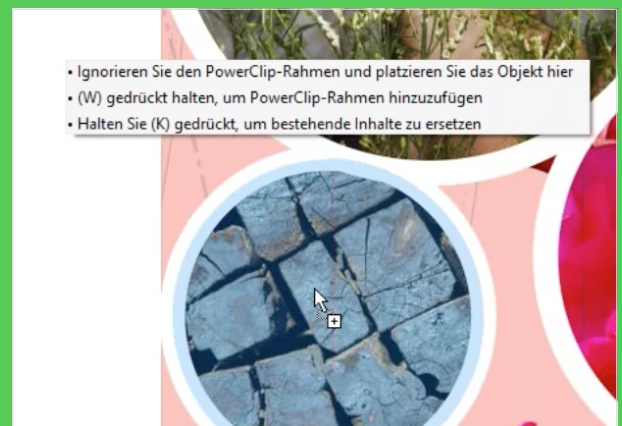 • Ignorieren Sie den PowerClip-Rahmen und platzieren Sie das Objekt hier
• (W) gedrückt halten, um PowerClip-Rahmen hinzuzufügen
• Halten Sie (K) gedrückt, um bestehende Inhalte zu ersetzen